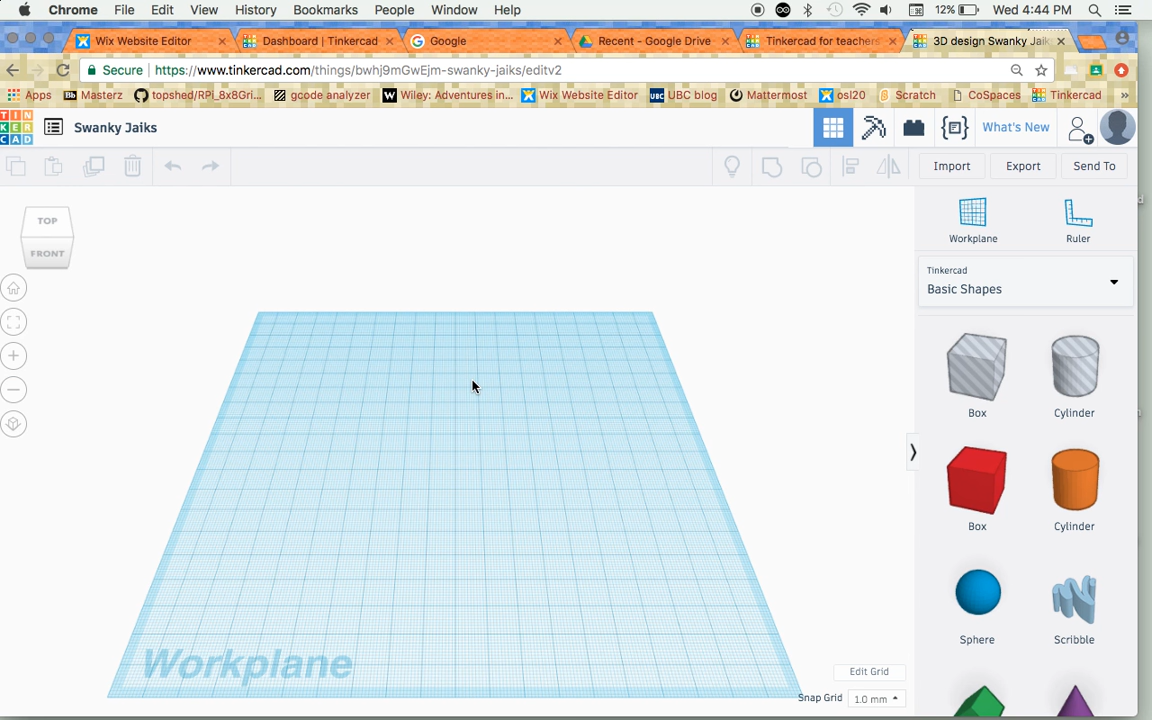 Chrome File Edit View History Bookmarks People Window Help 12% Wed 4:44 PM
Wix Website Editor Dashboard | Tinkercad Google Recent - Google Drive Tinkercad for teachers 3D design Swanky Jaik
Secure https://www.tinkercad.com/things/bwhj9mGwEjm-swanky-jaiks/editv2
Apps Bb Masterz topshed/RPi_8x8Gri... gcode analyzer W Wiley: Adventures in... Wix Website Editor UBC UBC blog Mattermost osl20 Scratch CoSpaces Tinkercad »
TIN
KER
CAD
Swanky Jaiks What's New
Import Export Send To
TOP
FRONT
Workplane Ruler
Tinkercad
Basic Shapes
Box Cylinder
Box Cylinder
Sphere Scribble
Workplane
Edit Grid
Snap Grid 1.0 mm